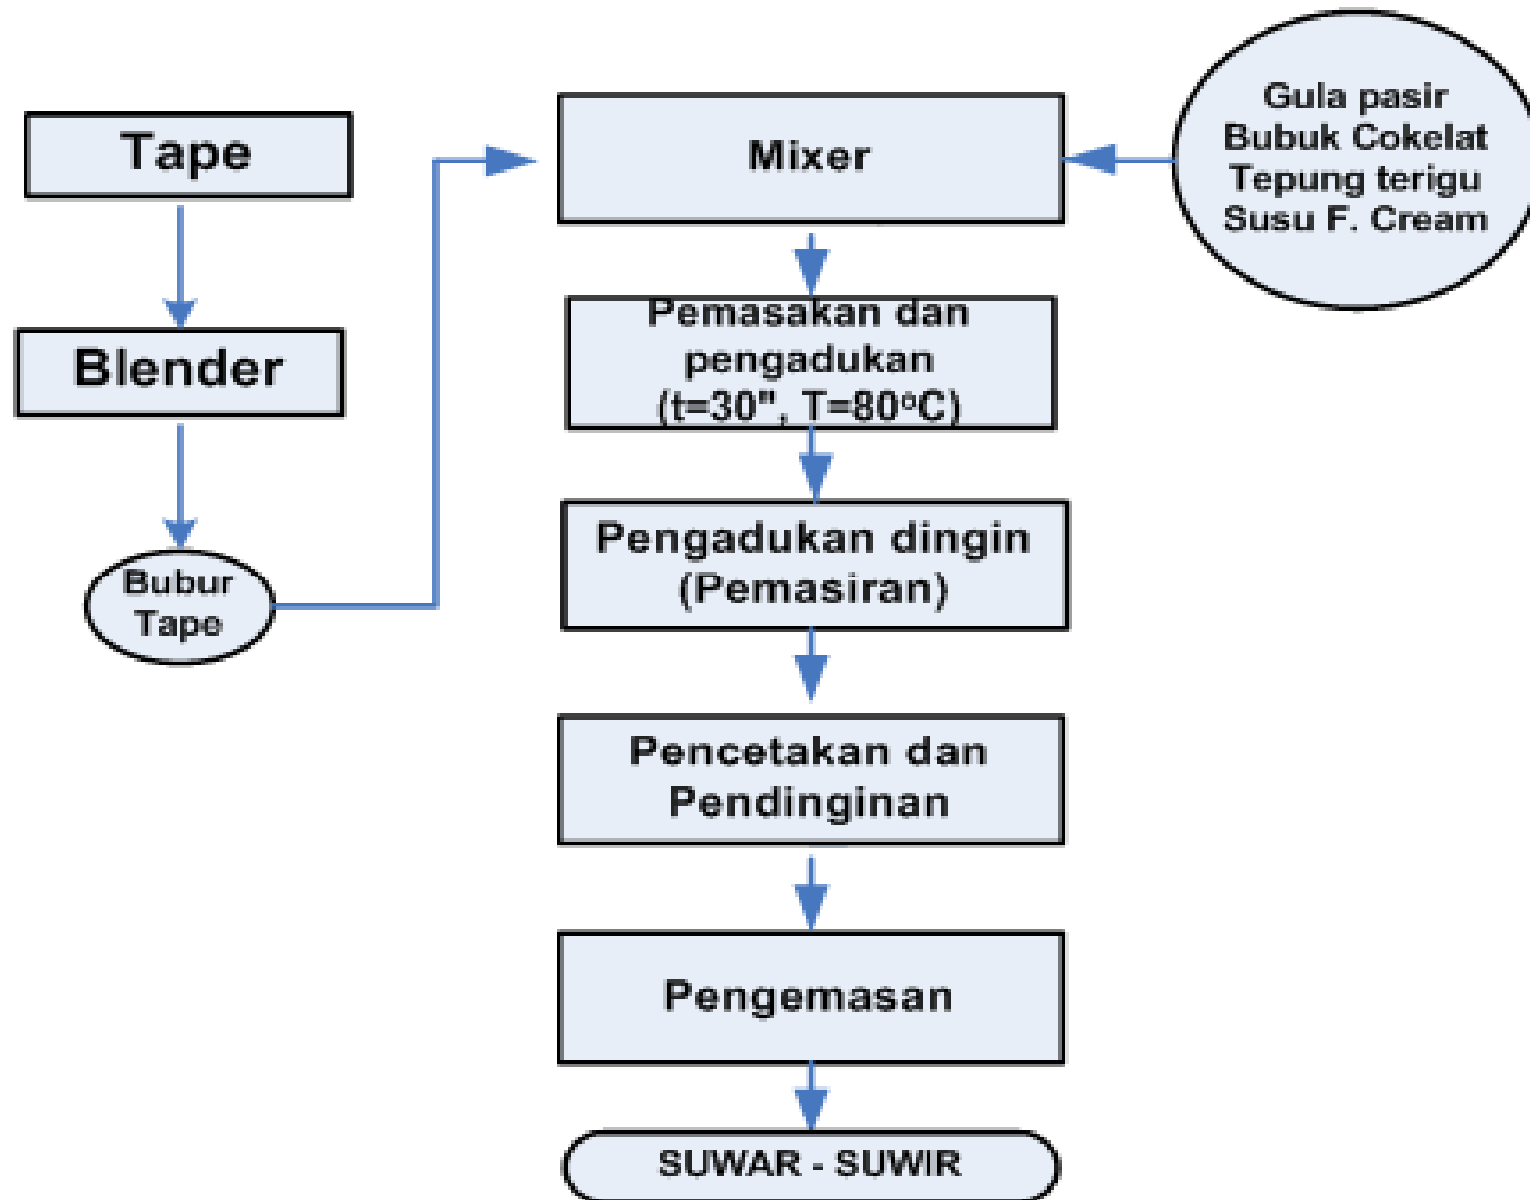 Tape
Blender
Bubur
Tape
Mixer
Gula pasir
Bubuk Cokelat
Tepung terigu
Susu F. Cream
Pemasakan dan
pengadukan
(t=30", T=80°C)
Pengadukan dingin
(Pemasiran)
Pencetakan dan
Pendinginan
Pengemasan
SUWAR - SUWIR